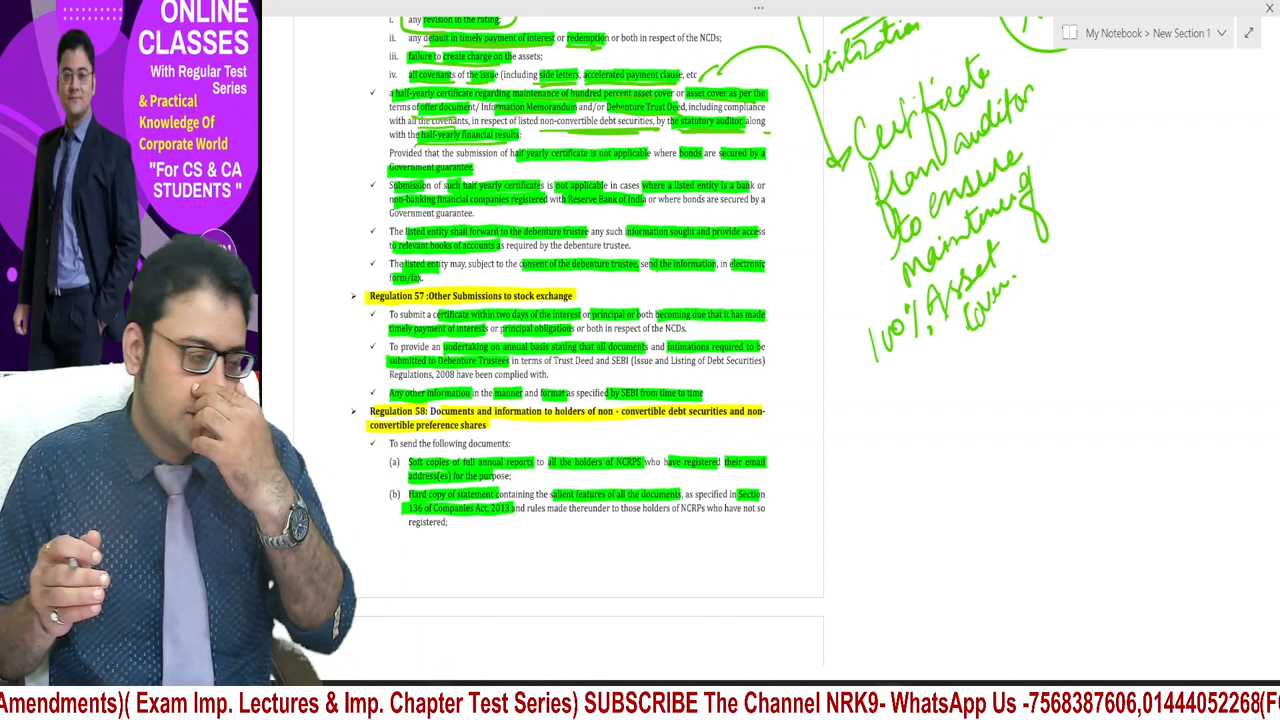 ONLINE
CLASSES
With Regular Test
Series
& Practical
Knowledge Of
Corporate World
"For CS & CA
STUDENTS "
i. any revision in the rating;
ii. any default in timely payment of interest or redemption or both in respect of the NCDs;
iii. failure to create charge on the assets;
iv. all covenants of the issue (including side letters, accelerated payment clause, etc
✓ a half-yearly certificate regarding maintenance of hundred percent asset cover or asset cover as per the
terms of offer document/ Information Memorandum and/or Debenture Trust Deed, including compliance
with all the covenants, in respect of listed non-convertible debt securities, by the statutory auditor, along
with the half-yearly financial results:
Provided that the submission of half yearly certificate is not applicable where bonds are secured by a
Government guarantee.
✓ Submission of such half yearly certificates is not applicable in cases where a listed entity is a bank or
non-banking financial companies registered with Reserve Bank of India or where bonds are secured by a
Government guarantee.
✓ The listed entity shall forward to the debenture trustee any such information sought and provide access
to relevant books of accounts as required by the debenture trustee.
✓ The listed entity may, subject to the consent of the debenture trustee, send the information, in electronic
form/fax.
➢ Regulation 57 :Other Submissions to stock exchange
✓ To submit a certificate within two days of the interest or principal or both becoming due that it has made
timely payment of interests or principal obligations or both in respect of the NCDs.
✓ To provide an undertaking on annual basis stating that all documents and intimations required to be
submitted to Debenture Trustees in terms of Trust Deed and SEBI (Issue and Listing of Debt Securities)
Regulations, 2008 have been complied with.
✓ Any other information in the manner and format as specified by SEBI from time to time
➢ Regulation 58: Documents and information to holders of non - convertible debt securities and non-
convertible preference shares
✓ To send the following documents:
(a) Soft copies of full annual reports to all the holders of NCRPS who have registered their email
address(es) for the purpose;
(b) Hard copy of statement containing the salient features of all the documents, as specified in Section
136 of Companies Act, 2013 and rules made thereunder to those holders of NCRPs who have not so
registered;
My Notebook > New Section 1
Utilization
Certificate
from auditor
to ensure
maintaineg
100% Asset
Cover.
Amendments)( Exam Imp. Lectures & Imp. Chapter Test Series) SUBSCRIBE The Channel NRK9- WhatsApp Us -7568387606,01444052268(F